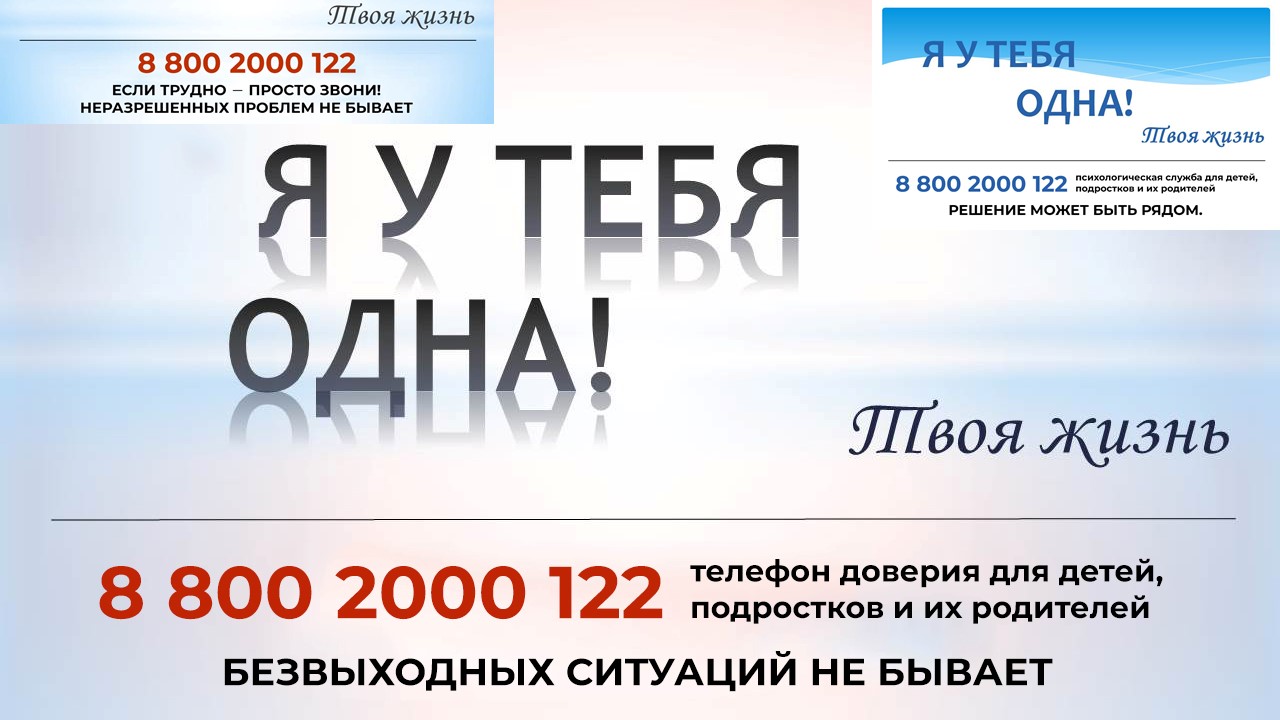 Твоя жизнь
8 800 2000 122
ЕСЛИ ТРУДНО – ПРОСТО ЗВОНИ!
НЕРАЗРЕШЕННЫХ ПРОБЛЕМ НЕ БЫВАЕТ
Я У ТЕБЯ
ОДНА!
Твоя жизнь
8 800 2000 122
психологическая служба для детей,
подростков и их родителей
РЕШЕНИЕ МОЖЕТ БЫТЬ РЯДОМ.
Я У ТЕБЯ
ОДНА!
Твоя жизнь
8 800 2000 122
телефон доверия для детей,
подростков и их родителей
БЕЗВЫХОДНЫХ СИТУАЦИЙ НЕ БЫВАЕТ